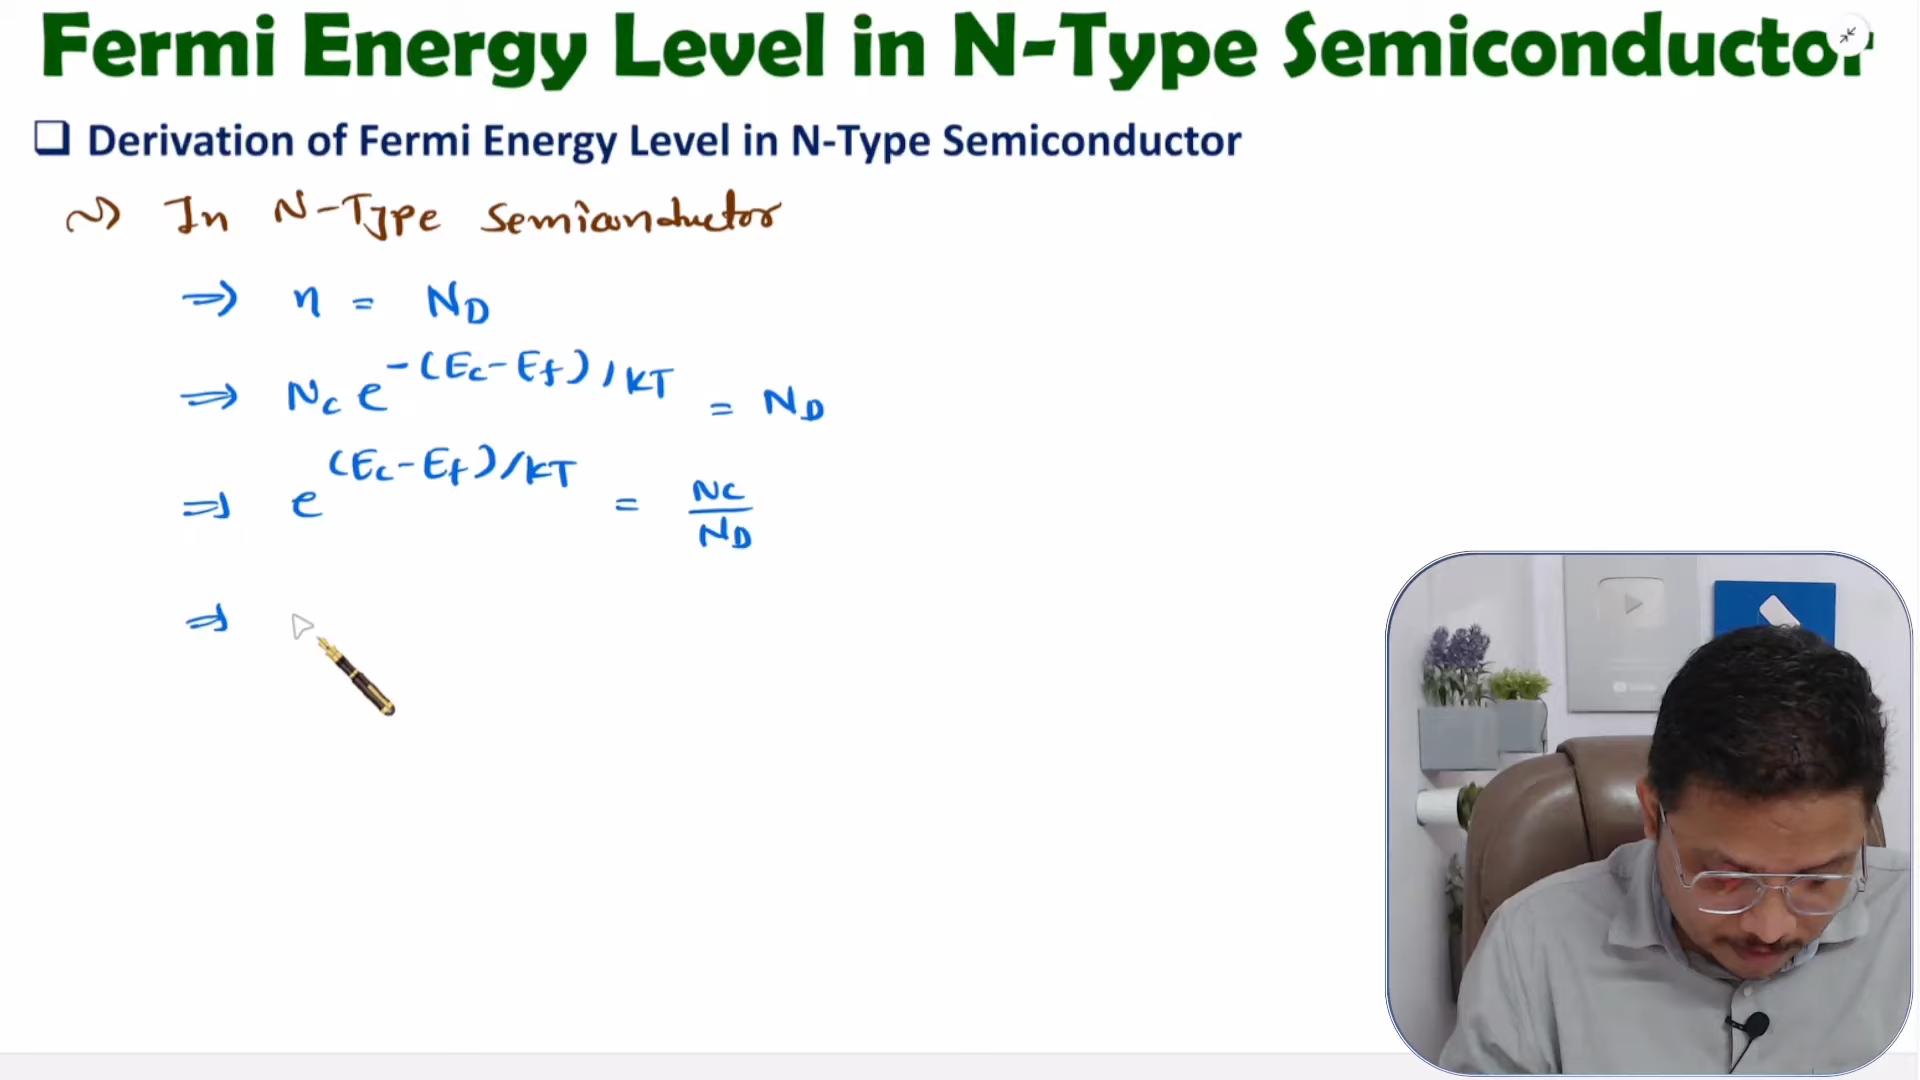 Fermi Energy Level in N-Type Semiconductor
❑ Derivation of Fermi Energy Level in N-Type Semiconductor
~> In N-Type Semiconductor
⇒ n = N_D
⇒ N_C e^{-(E_C-E_f)/KT} = N_D
⇒ e^{(E_C-E_f)/KT} = N_C/N_D
⇒